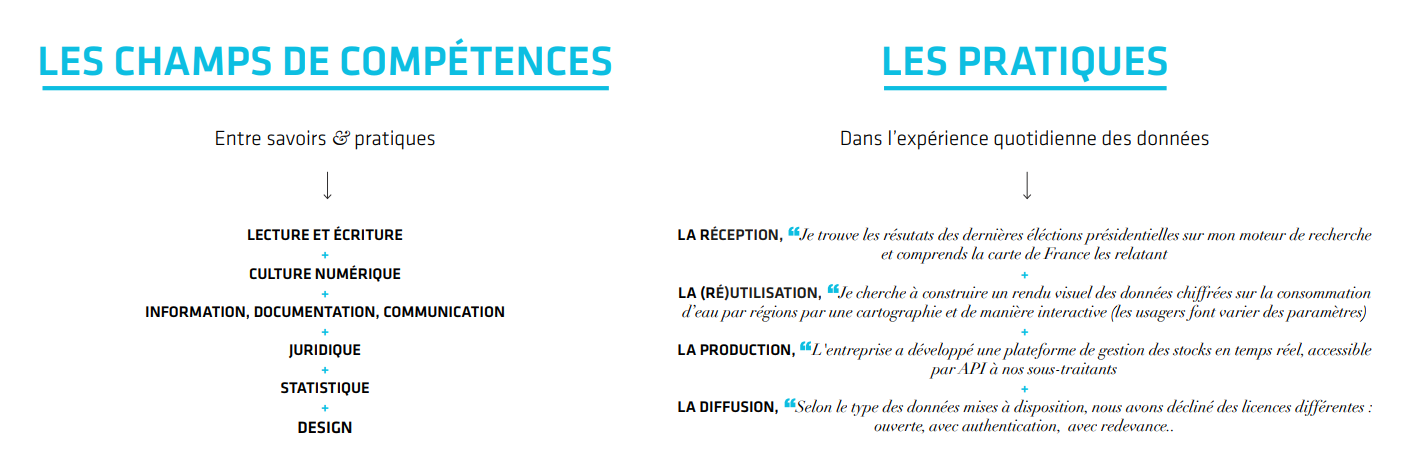 LES CHAMPS DE COMPÉTENCES
Entre savoirs & pratiques
LECTURE ET ÉCRITURE
+
CULTURE NUMÉRIQUE
+
INFORMATION, DOCUMENTATION, COMMUNICATION
+
JURIDIQUE
+
STATISTIQUE
+
DESIGN
LES PRATIQUES
Dans l'expérience quotidienne des données
LA RÉCEPTION, “Je trouve les résutats des dernières éléctions présidentielles sur mon moteur de recherche
et comprends la carte de France les relatant
+
LA (RÉ)UTILISATION, “Je cherche à construire un rendu visuel des données chiffrées sur la consommation
d'eau par régions par une cartographie et de manière interactive (les usagers font varier des paramètres)
+
LA PRODUCTION, “L'entreprise a développé une plateforme de gestion des stocks en temps réel, accessible
par API à nos sous-traitants
+
LA DIFFUSION, “Selon le type des données mises à disposition, nous avons décliné des licences différentes :
ouverte, avec authentication, avec redevance..